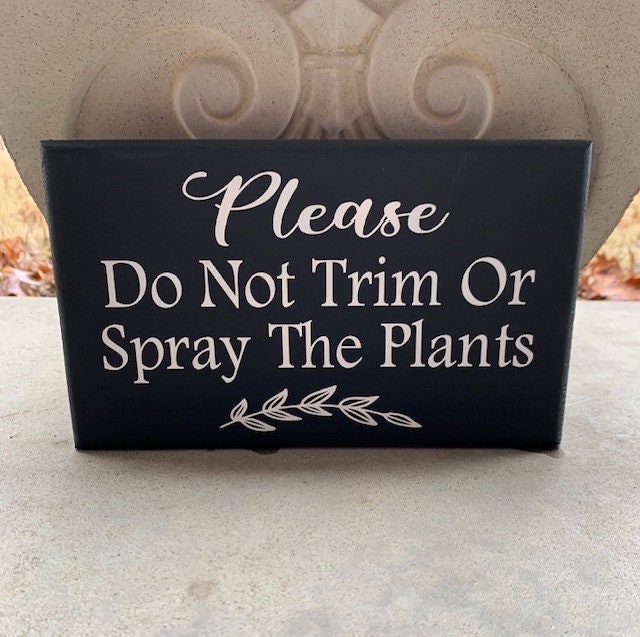 Please
Do Not Trim Or
Spray The Plants